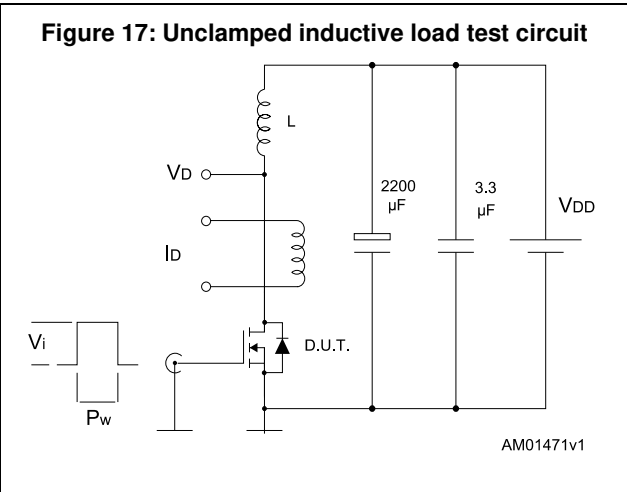 Figure 17: Unclamped inductive load test circuit
L
VD
2200
µF
3.3
µF
VDD
ID
Vi
D.U.T.
Pw
AM01471v1